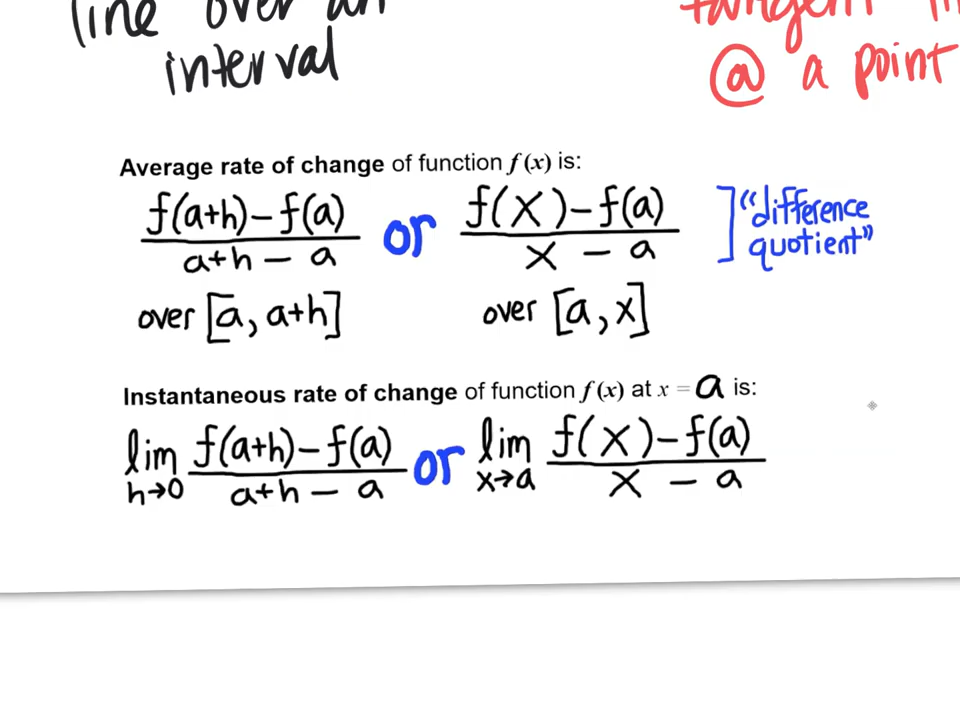 line over an
interval
tangent
@ a point
Average rate of change of function f(x) is:
f(a+h)-f(a) / a+h - a or f(x)-f(a) / x - a ] "difference quotient"
over [a, a+h] over [a, x]
Instantaneous rate of change of function f(x) at x = a is:
lim h→0 f(a+h)-f(a) / a+h - a or lim x→a f(x)-f(a) / x - a